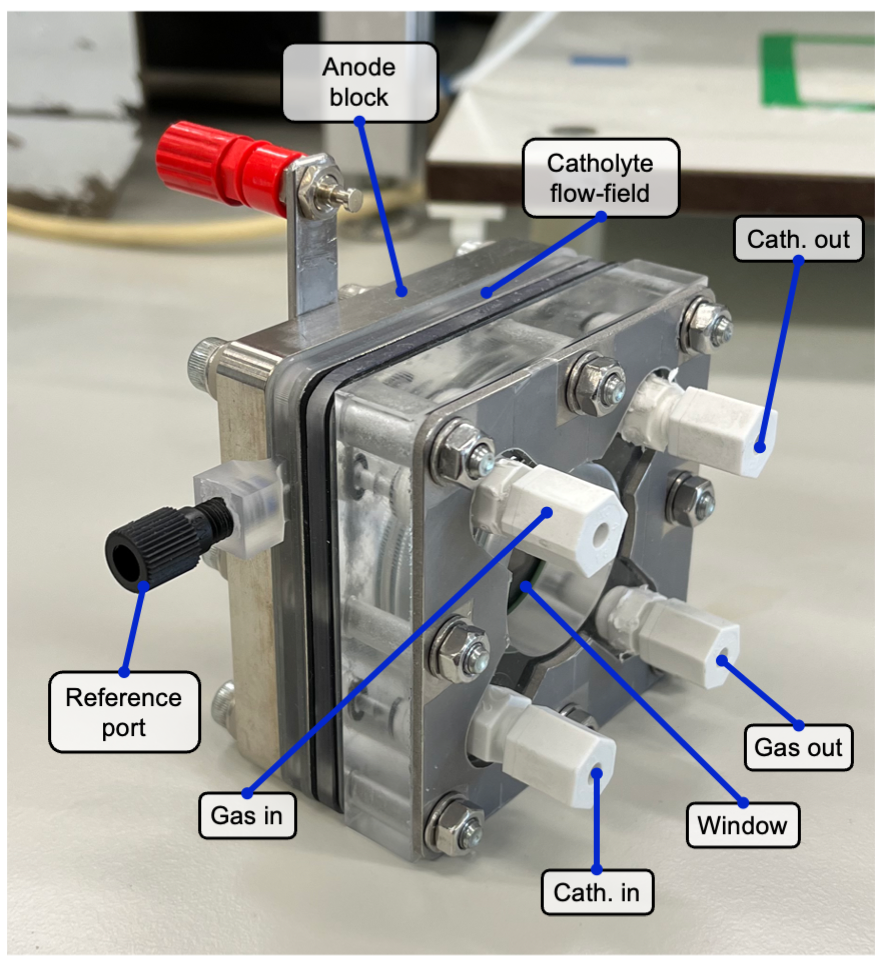 Anode
block
Catholyte
flow-field
Cath. out
Reference
port
Gas out
Gas in
Window
Cath. in